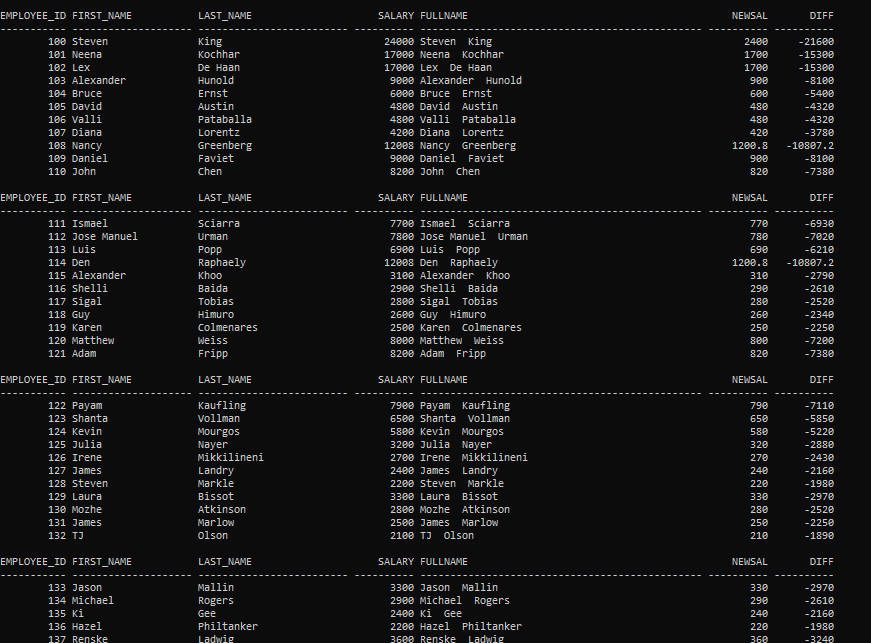 EMPLOYEE_ID FIRST_NAME LAST_NAME SALARY FULLNAME NEWSAL DIFF
----------- -------------------- ------------------------- ---------- ----------------------------------------------- ---------- ----------
100 Steven King 24000 Steven  King 2400 -21600
101 Neena Kochhar 17000 Neena  Kochhar 1700 -15300
102 Lex De Haan 17000 Lex  De Haan 1700 -15300
103 Alexander Hunold 9000 Alexander  Hunold 900 -8100
104 Bruce Ernst 6000 Bruce  Ernst 600 -5400
105 David Austin 4800 David  Austin 480 -4320
106 Valli Pataballa 4800 Valli  Pataballa 480 -4320
107 Diana Lorentz 4200 Diana  Lorentz 420 -3780
108 Nancy Greenberg 12008 Nancy  Greenberg 1200.8 -10807.2
109 Daniel Faviet 9000 Daniel  Faviet 900 -8100
110 John Chen 8200 John  Chen 820 -7380
EMPLOYEE_ID FIRST_NAME LAST_NAME SALARY FULLNAME NEWSAL DIFF
----------- -------------------- ------------------------- ---------- ----------------------------------------------- ---------- ----------
111 Ismael Sciarra 7700 Ismael  Sciarra 770 -6930
112 Jose Manuel Urman 7800 Jose Manuel  Urman 780 -7020
113 Luis Popp 6900 Luis  Popp 690 -6210
114 Den Raphaely 12008 Den  Raphaely 1200.8 -10807.2
115 Alexander Khoo 3100 Alexander  Khoo 310 -2790
116 Shelli Baida 2900 Shelli  Baida 290 -2610
117 Sigal Tobias 2800 Sigal  Tobias 280 -2520
118 Guy Himuro 2600 Guy  Himuro 260 -2340
119 Karen Colmenares 2500 Karen  Colmenares 250 -2250
120 Matthew Weiss 8000 Matthew  Weiss 800 -7200
121 Adam Fripp 8200 Adam  Fripp 820 -7380
EMPLOYEE_ID FIRST_NAME LAST_NAME SALARY FULLNAME NEWSAL DIFF
----------- -------------------- ------------------------- ---------- ----------------------------------------------- ---------- ----------
122 Payam Kaufling 7900 Payam  Kaufling 790 -7110
123 Shanta Vollman 6500 Shanta  Vollman 650 -5850
124 Kevin Mourgos 5800 Kevin  Mourgos 580 -5220
125 Julia Nayer 3200 Julia  Nayer 320 -2880
126 Irene Mikkilineni 2700 Irene  Mikkilineni 270 -2430
127 James Landry 2400 James  Landry 240 -2160
128 Steven Markle 2200 Steven  Markle 220 -1980
129 Laura Bissot 3300 Laura  Bissot 330 -2970
130 Mozhe Atkinson 2800 Mozhe  Atkinson 280 -2520
131 James Marlow 2500 James  Marlow 250 -2250
132 TJ Olson 2100 TJ  Olson 210 -1890
EMPLOYEE_ID FIRST_NAME LAST_NAME SALARY FULLNAME NEWSAL DIFF
----------- -------------------- ------------------------- ---------- ----------------------------------------------- ---------- ----------
133 Jason Mallin 3300 Jason  Mallin 330 -2970
134 Michael Rogers 2900 Michael  Rogers 290 -2610
135 Ki Gee 2400 Ki  Gee 240 -2160
136 Hazel Philtanker 2200 Hazel  Philtanker 220 -1980
137 Renske Ladwig 3600 Renske  Ladwig 360 -3240